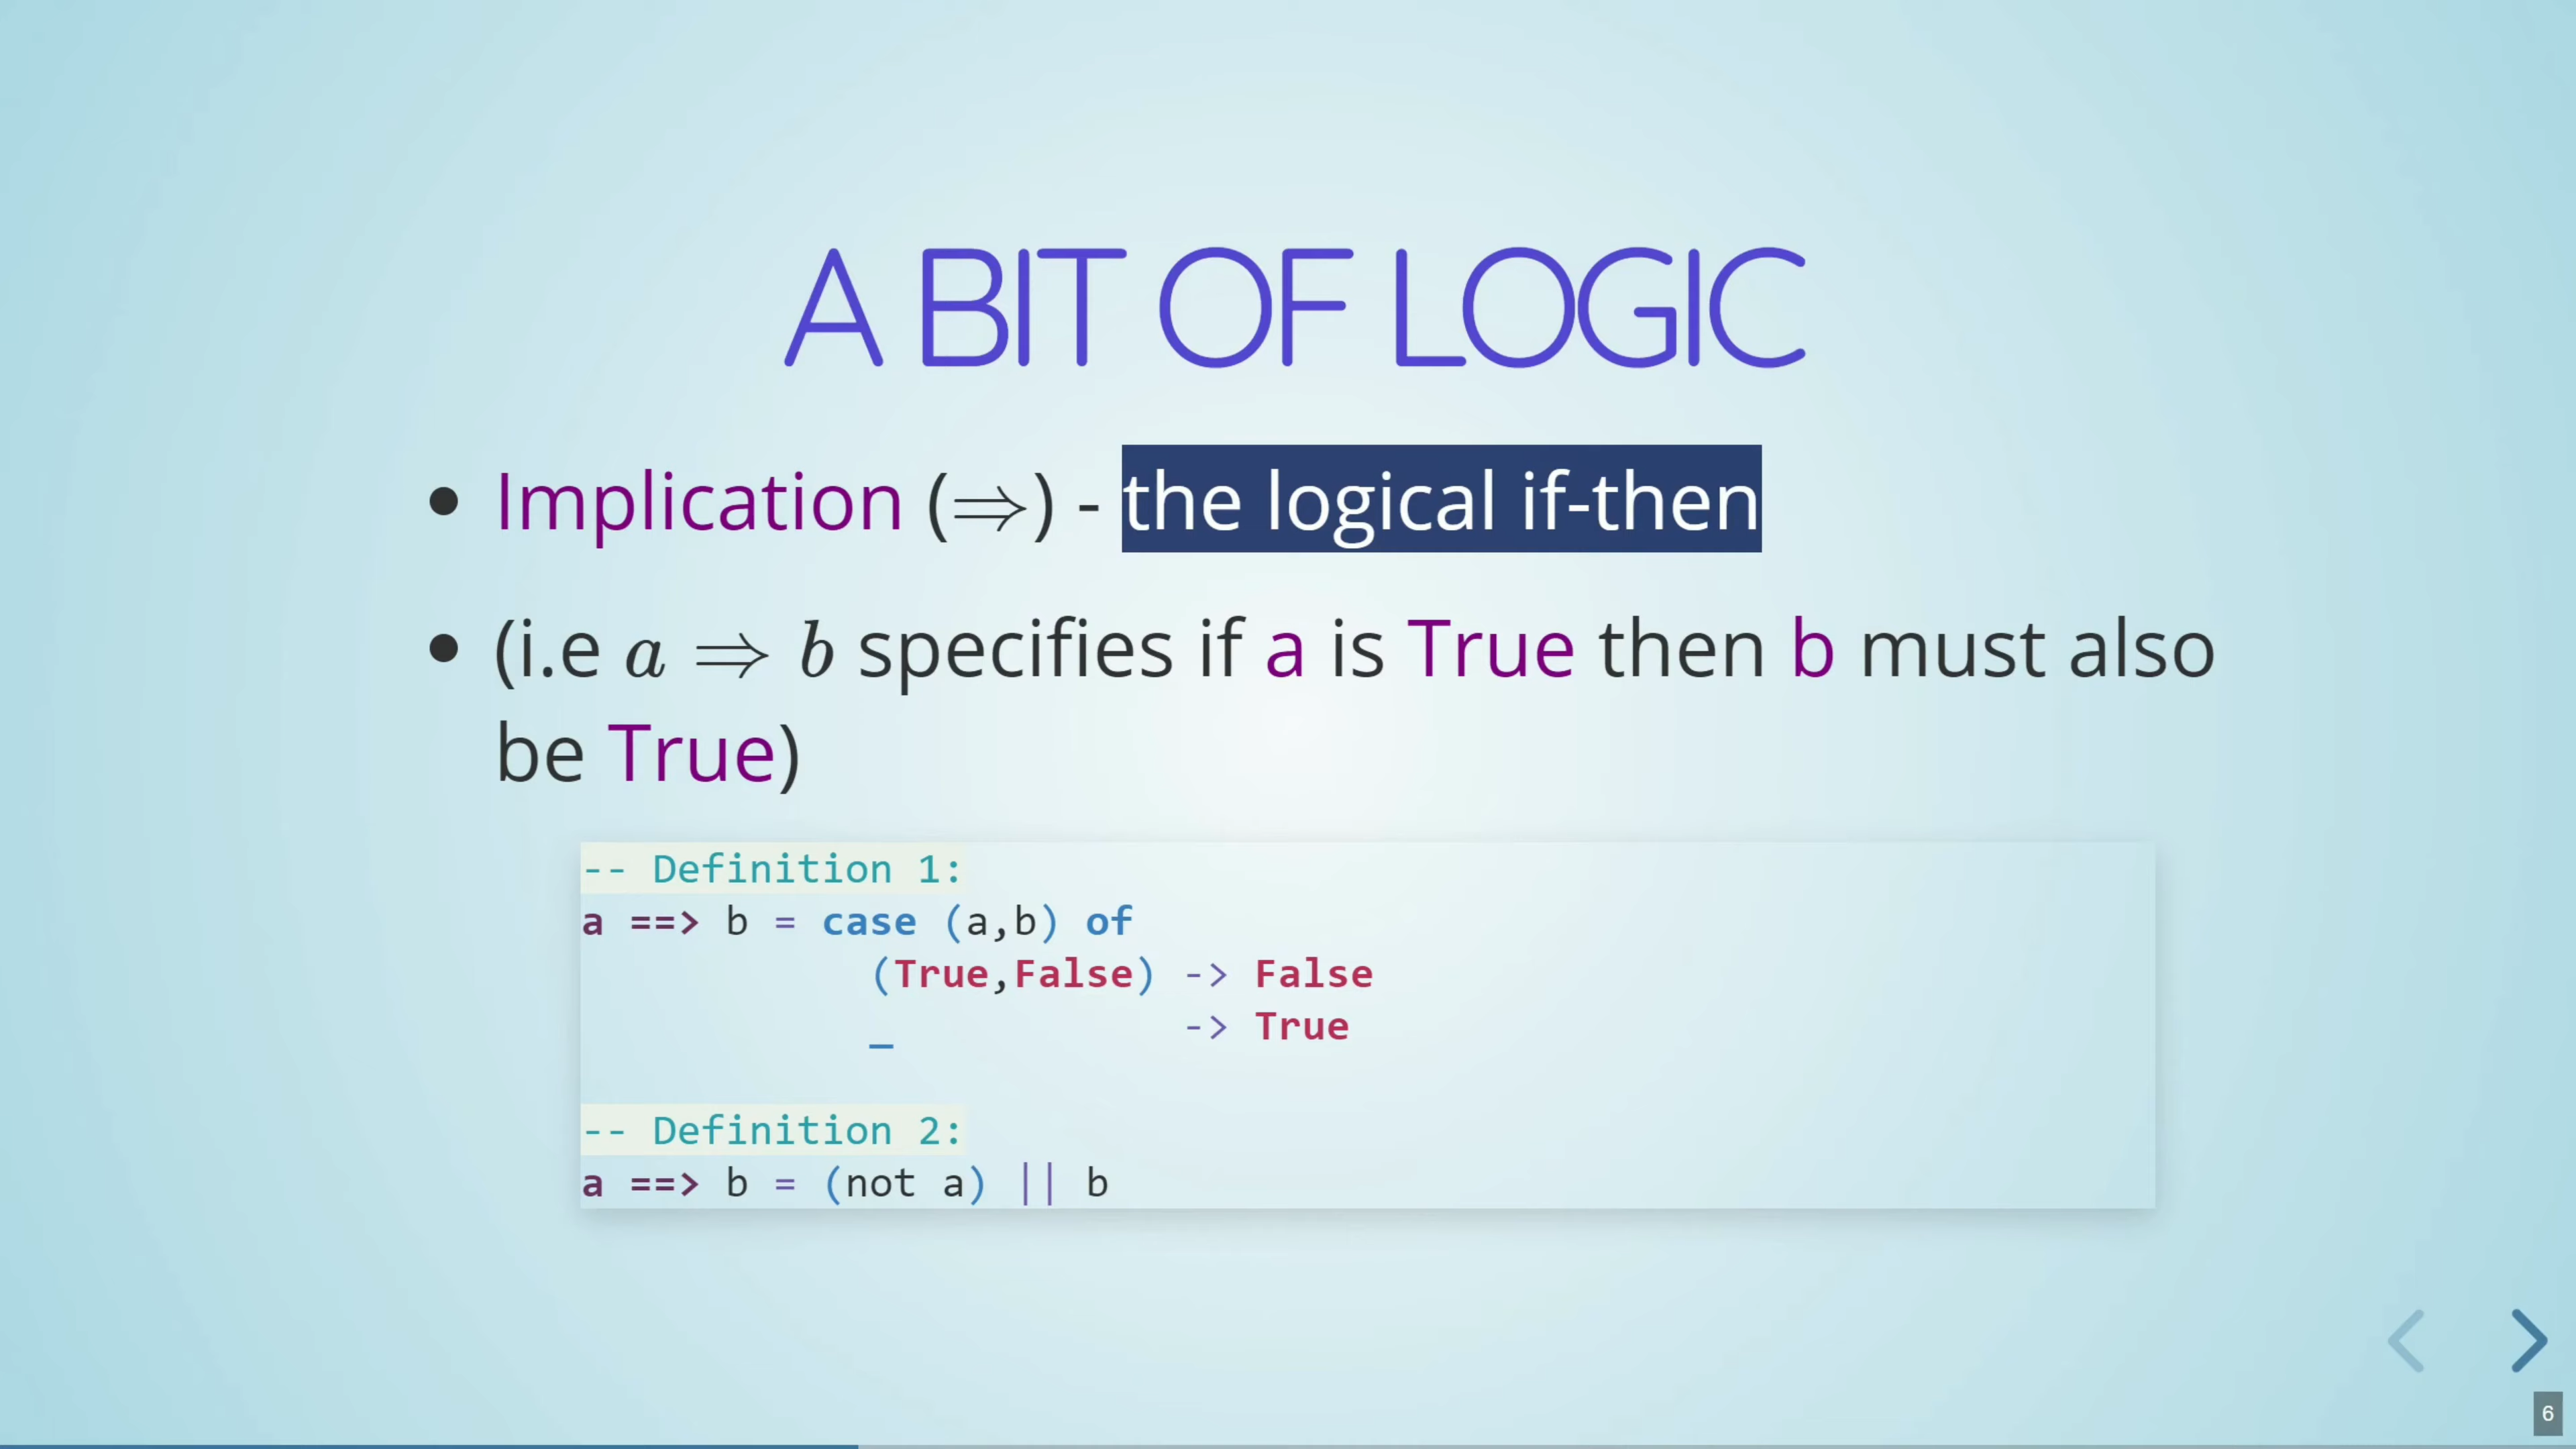 A BIT OF LOGIC
• Implication (⇒) - the logical if-then
• (i.e a ⇒ b specifies if a is True then b must also
be True)
-- Definition 1:
a ==> b = case (a,b) of
            (True,False) -> False
            _            -> True
-- Definition 2:
a ==> b = (not a) || b
6